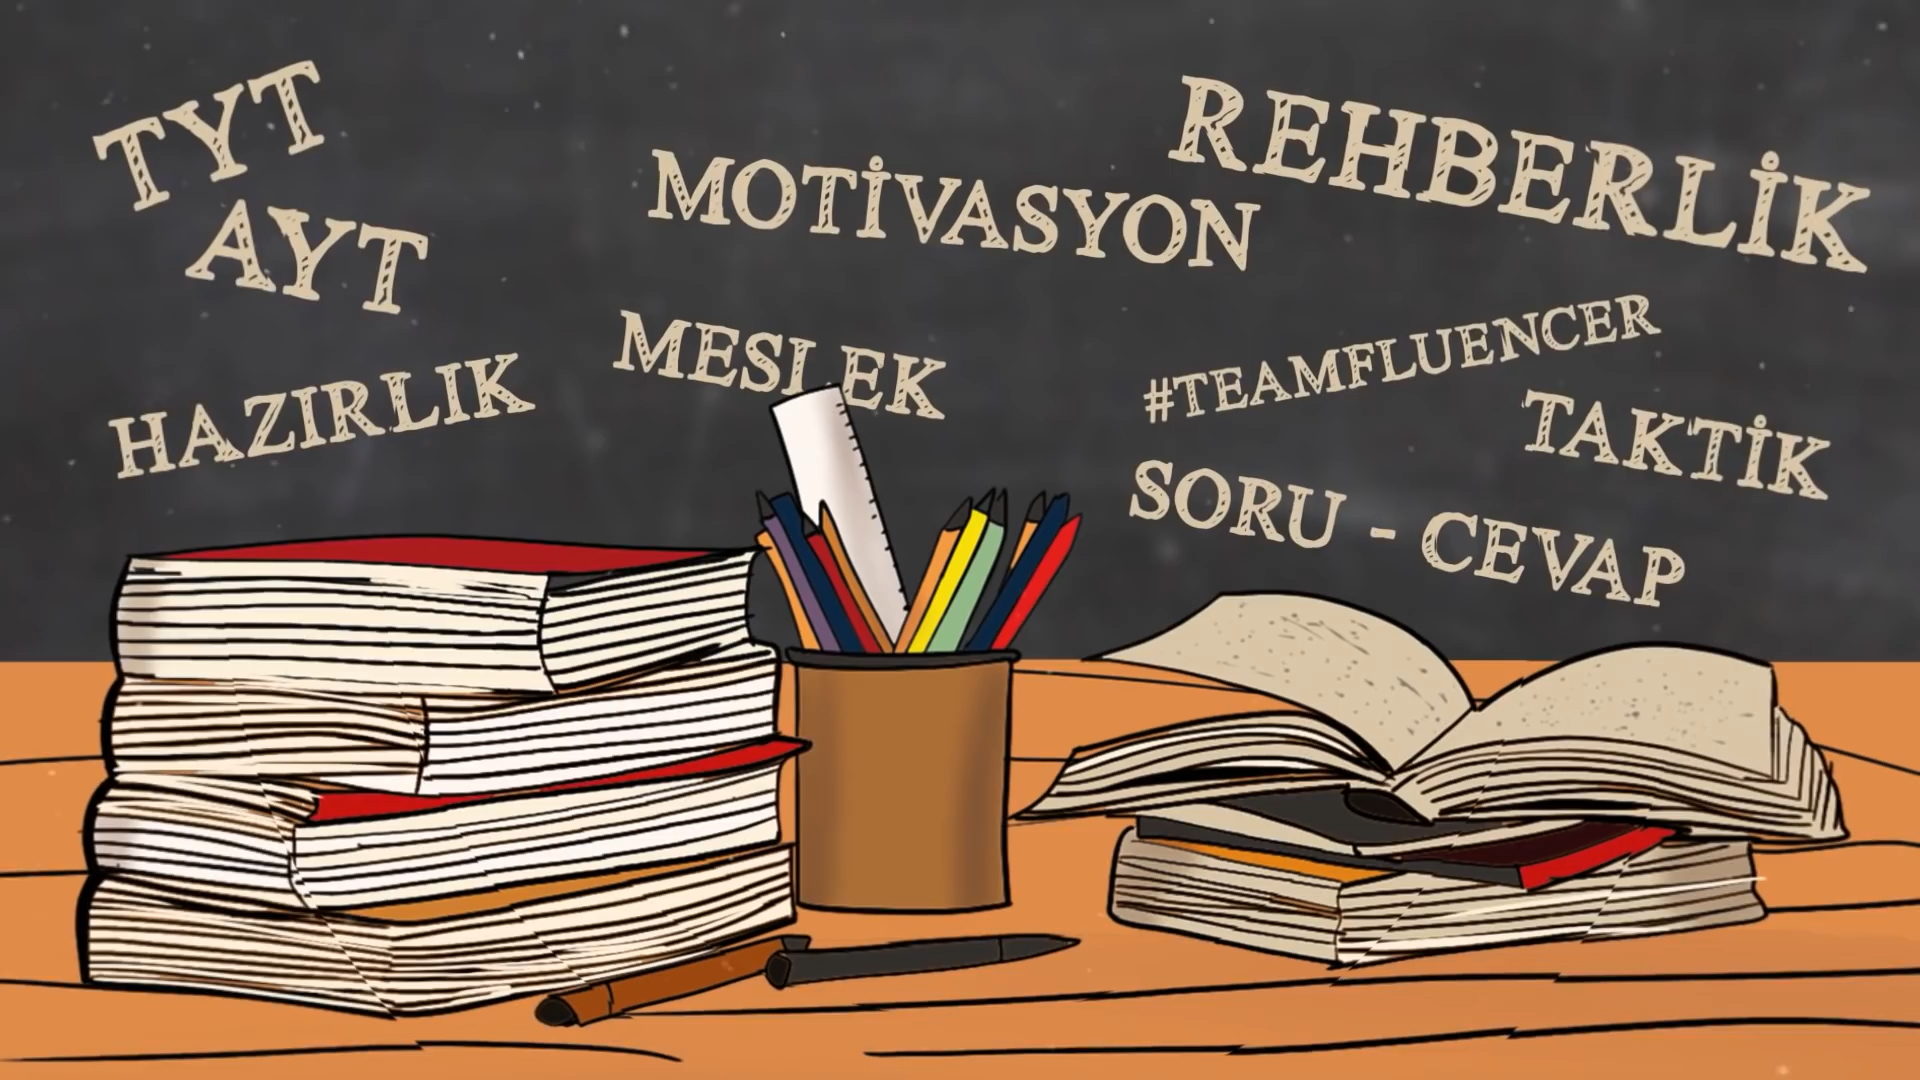 TYT
AYT
HAZIRLIK
MOTİVASYON
MESLEK
REHBERLİK
#TEAMFLUENCER
TAKTİK
SORU - CEVAP